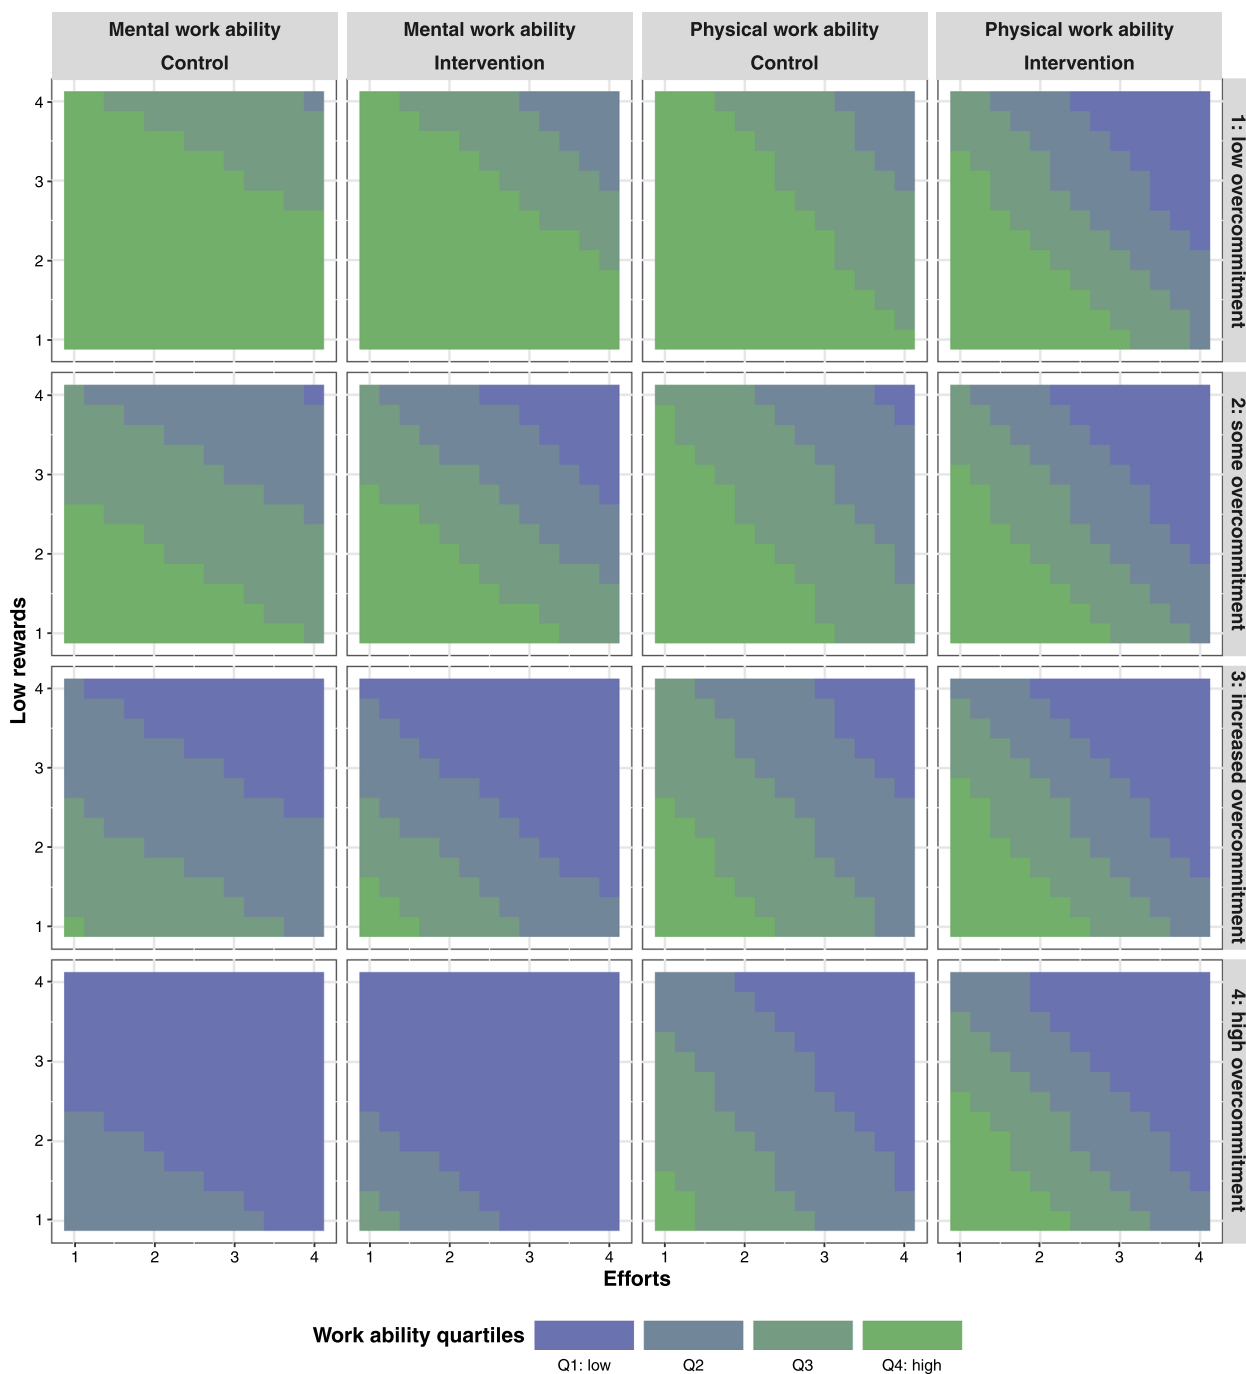 Mental work ability
Control
Mental work ability
Intervention
Physical work ability
Control
Physical work ability
Intervention
4
3
2
1
1: low overcommitment
4
3
2
1
2: some overcommitment
Low rewards
4
3
2
1
3: increased overcommitment
4
3
2
1
4: high overcommitment
1 2 3 4
1 2 3 4
1 2 3 4
1 2 3 4
Efforts
Work ability quartiles
Q1: low
Q2
Q3
Q4: high